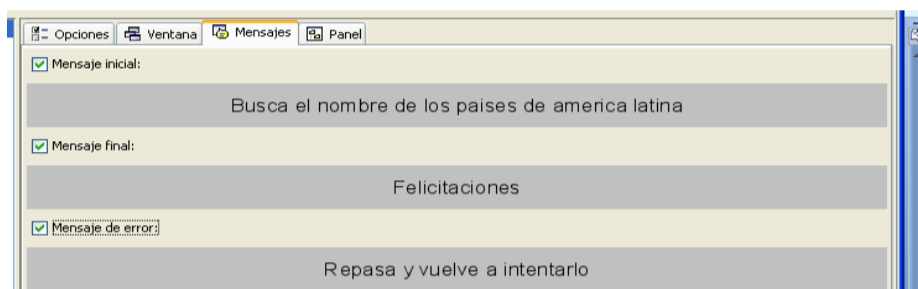 Opciones Ventana Mensajes Panel
Mensaje inicial:
Busca el nombre de los paises de america latina
Mensaje final:
Felicitaciones
Mensaje de error:
Repasa y vuelve a intentarlo